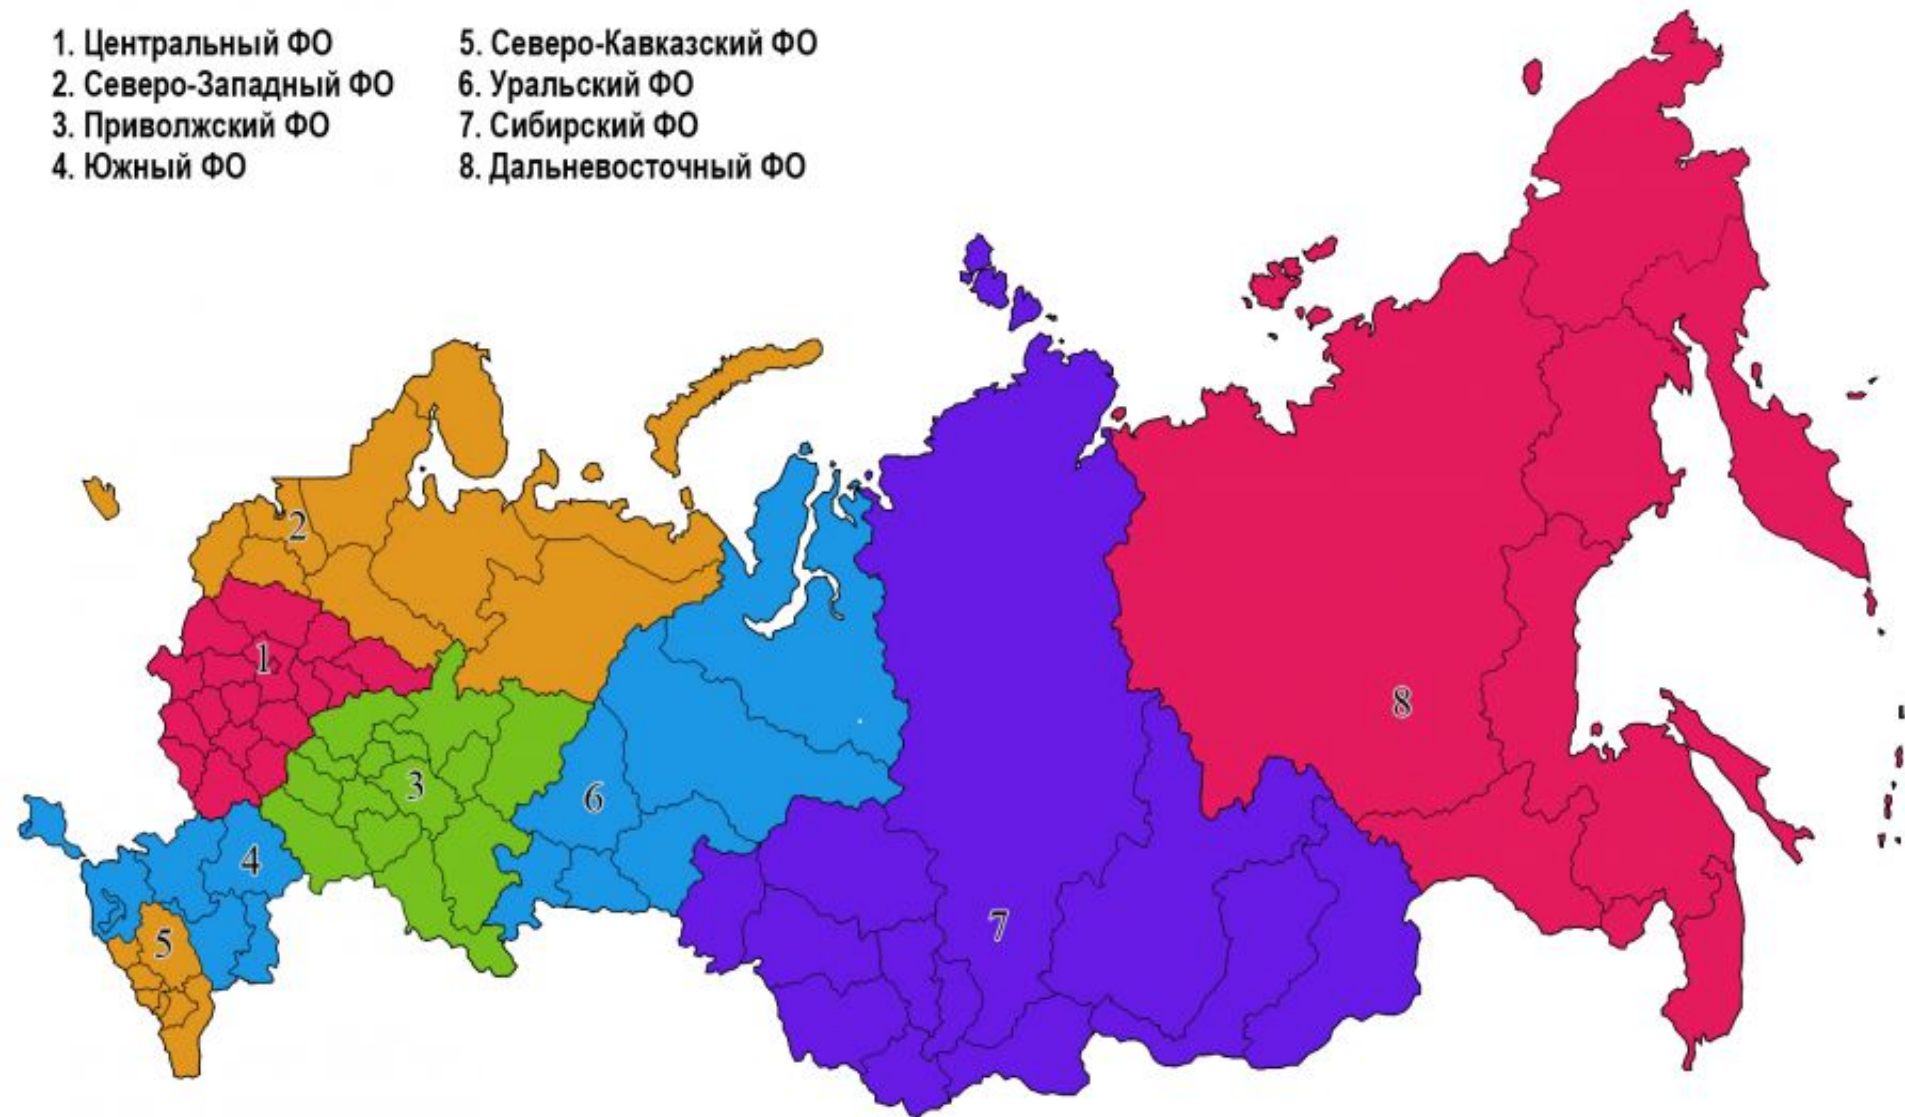 1. Центральный ФО
2. Северо-Западный ФО
3. Приволжский ФО
4. Южный ФО
5. Северо-Кавказский ФО
6. Уральский ФО
7. Сибирский ФО
8. Дальневосточный ФО
2
1
8
3
6
4
7
5